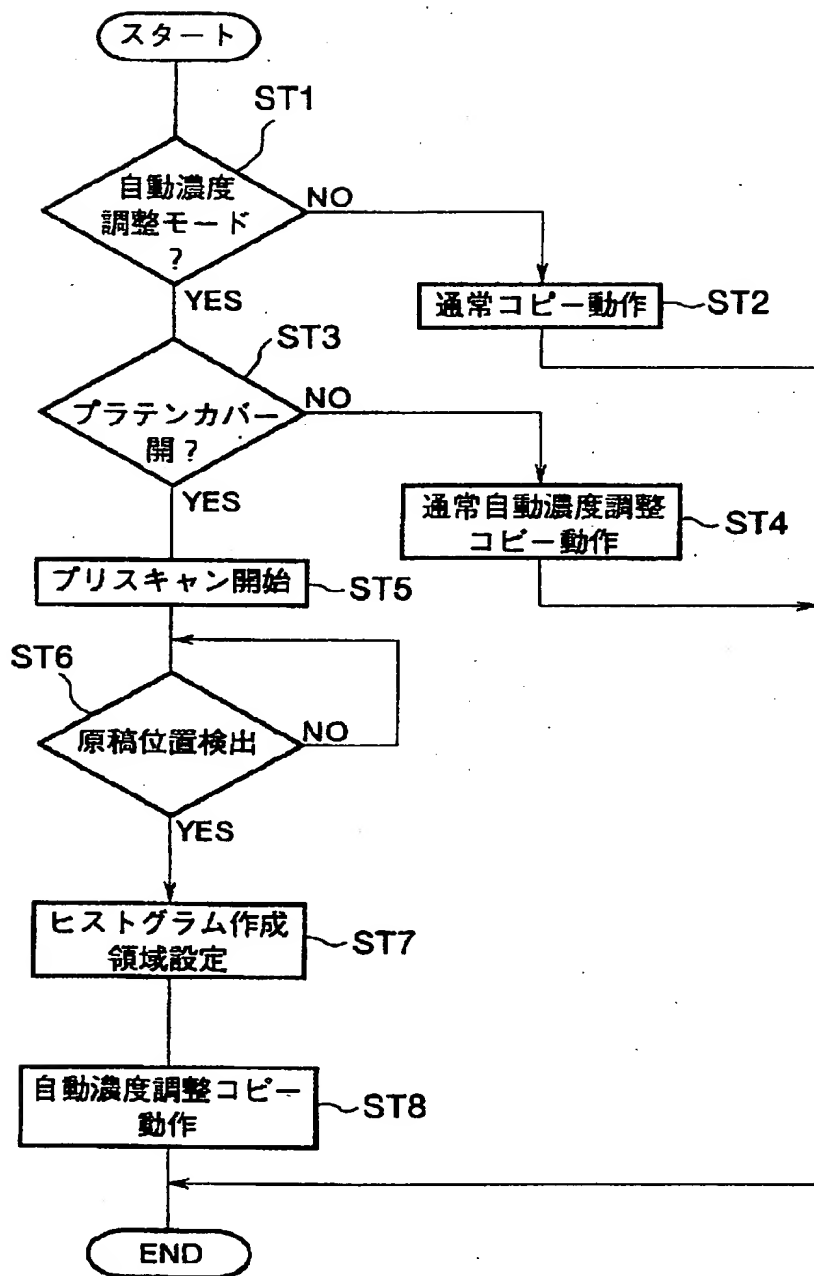 スタート
ST1
自動濃度
調整モード
?
NO
YES
通常コピー動作
ST2
ST3
プラテンカバー
開?
NO
YES
通常自動濃度調整
コピー動作
ST4
プリスキャン開始
ST5
ST6
原稿位置検出
NO
YES
ヒストグラム作成
領域設定
ST7
自動濃度調整コピー
動作
ST8
END